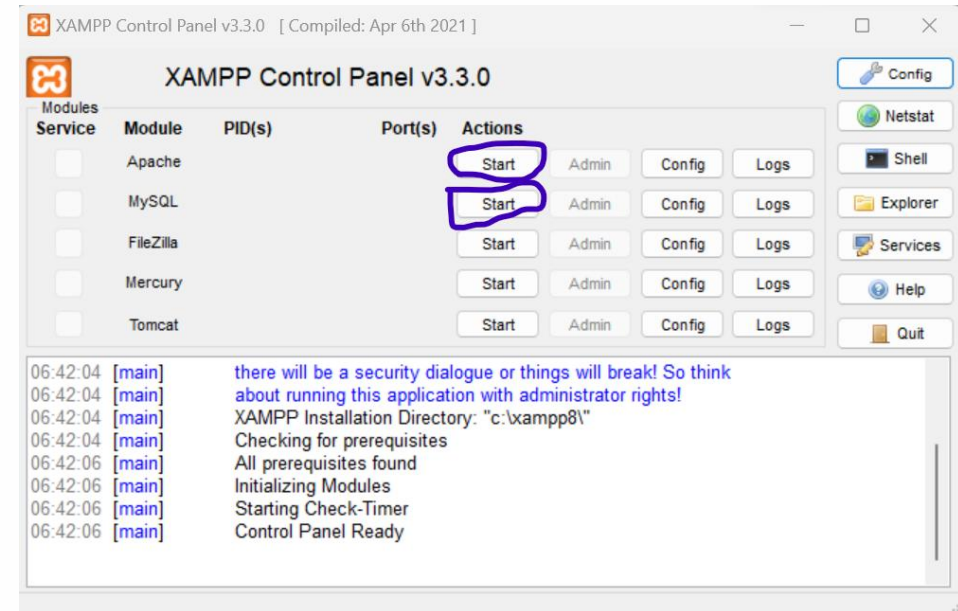 XAMPP Control Panel v3.3.0 [ Compiled: Apr 6th 2021 ]
XAMPP Control Panel v3.3.0
Config
Modules
Service Module PID(s) Port(s) Actions
Netstat
Apache Start Admin Config Logs
Shell
MySQL Start Admin Config Logs
Explorer
FileZilla Start Admin Config Logs
Services
Mercury Start Admin Config Logs
Help
Tomcat Start Admin Config Logs
Quit
06:42:04 [main] there will be a security dialogue or things will break! So think
06:42:04 [main] about running this application with administrator rights!
06:42:04 [main] XAMPP Installation Directory: "c:\xampp8\"
06:42:04 [main] Checking for prerequisites
06:42:06 [main] All prerequisites found
06:42:06 [main] Initializing Modules
06:42:06 [main] Starting Check-Timer
06:42:06 [main] Control Panel Ready